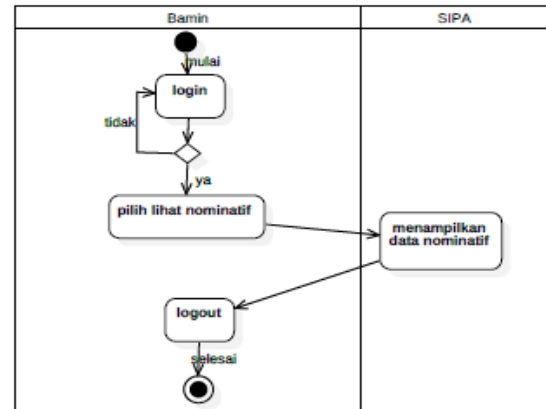 Bamin
SIPA
mulai
login
tidak
ya
pilih lihat nominatif
menampilkan
data nominatif
logout
selesai